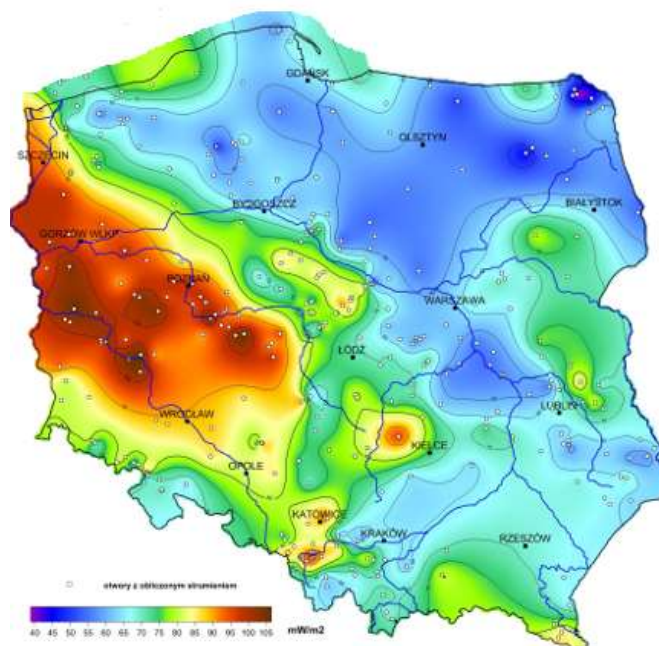 GDAŃSK
OLSZTYN
SZCZECIN
BYDGOSZCZ
BIAŁYSTOK
GORZÓW WLKP
POZNAŃ
WARSZAWA
ŁÓDŹ
WROCŁAW
LUBLIN
KIELCE
OPOLE
KATOWICE
KRAKÓW
RZESZÓW
otwory z obliczonym strumieniem
40 45 50 55 60 65 70 75 80 85 90 95 100 105 mW/m2